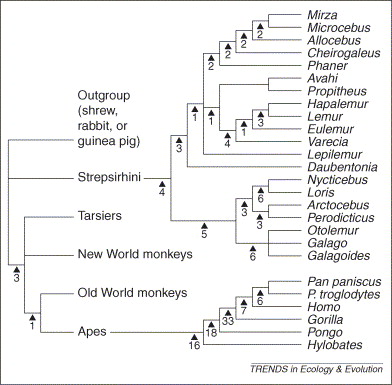 Mirza
Microcebus
Allocebus
Cheirogaleus
Phaner
Avahi
Propitheus
Hapalemur
Lemur
Eulemur
Varecia
Lepilemur
Daubentonia
Nycticebus
Loris
Arctocebus
Perodicticus
Otolemur
Galago
Galagoides
Pan paniscus
P. troglodytes
Homo
Gorilla
Pongo
Hylobates
Outgroup
(shrew,
rabbit, or
guinea pig)
Strepsirhini
Tarsiers
New World monkeys
Old World monkeys
Apes
2
2
2
2
1
1
3
1
4
3
4
6
3
3
5
6
3
1
6
7
33
18
16
TRENDS in Ecology & Evolution